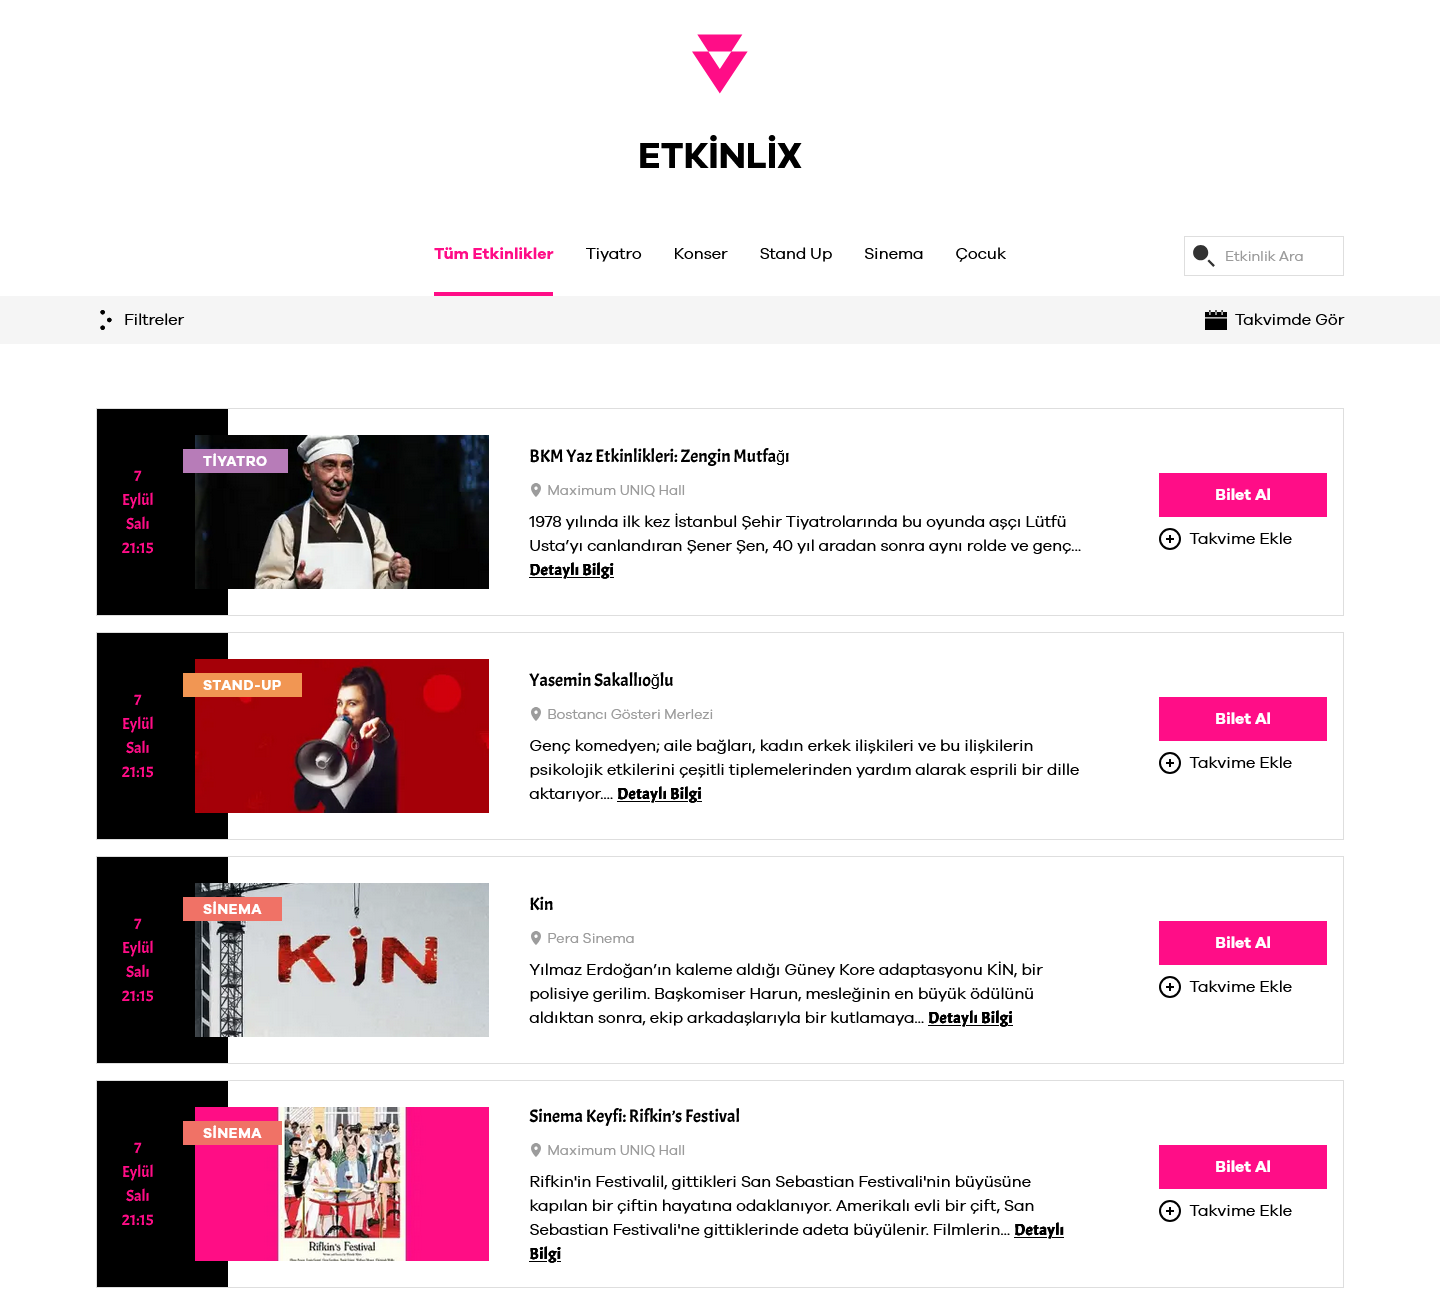 ETKİNLİX
Tüm Etkinlikler Tiyatro Konser Stand Up Sinema Çocuk Etkinlik Ara
Filtreler Takvimde Gör
7
Eylül
Salı
21:15
TİYATRO
BKM Yaz Etkinlikleri: Zengin Mutfağı
Maximum UNIQ Hall
1978 yılında ilk kez İstanbul Şehir Tiyatrolarında bu oyunda aşçı Lütfü
Usta’yı canlandıran Şener Şen, 40 yıl aradan sonra aynı rolde ve genç...
Detaylı Bilgi
Bilet Al
Takvime Ekle
7
Eylül
Salı
21:15
STAND-UP
Yasemin Sakallıoğlu
Bostancı Gösteri Merlezi
Genç komedyen; aile bağları, kadın erkek ilişkileri ve bu ilişkilerin
psikolojik etkilerini çeşitli tiplemelerinden yardım alarak esprili bir dille
aktarıyor.... Detaylı Bilgi
Bilet Al
Takvime Ekle
7
Eylül
Salı
21:15
SİNEMA
KİN
Kin
Pera Sinema
Yılmaz Erdoğan’ın kaleme aldığı Güney Kore adaptasyonu KİN, bir
polisiye gerilim. Başkomiser Harun, mesleğinin en büyük ödülünü
aldıktan sonra, ekip arkadaşlarıyla bir kutlamaya... Detaylı Bilgi
Bilet Al
Takvime Ekle
7
Eylül
Salı
21:15
SİNEMA
Rifkin's Festival
Sinema Keyfi: Rifkin’s Festival
Maximum UNIQ Hall
Rifkin'in Festivalil, gittikleri San Sebastian Festivali'nin büyüsüne
kapılan bir çiftin hayatına odaklanıyor. Amerikalı evli bir çift, San
Sebastian Festivali'ne gittiklerinde adeta büyülenir. Filmlerin... Detaylı
Bilgi
Bilet Al
Takvime Ekle